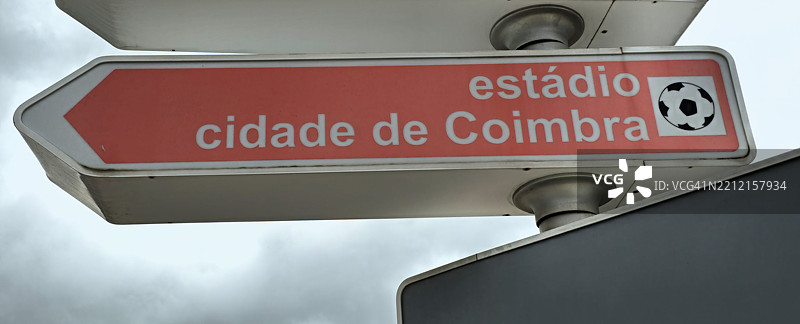 estádio
cidade de Coimbra
VCG
ID: VCG41N2212157934